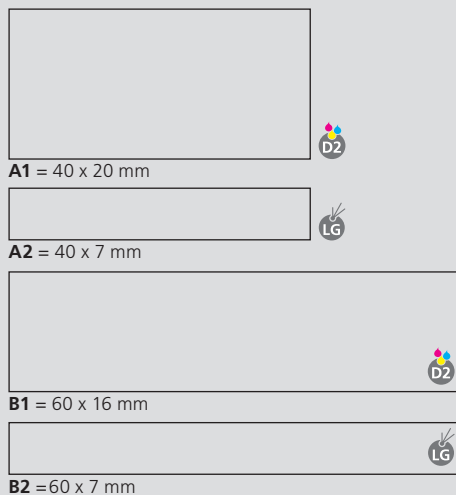 D2
A1 = 40 x 20 mm
LG
A2 = 40 x 7 mm
D2
B1 = 60 x 16 mm
LG
B2 =60 x 7 mm